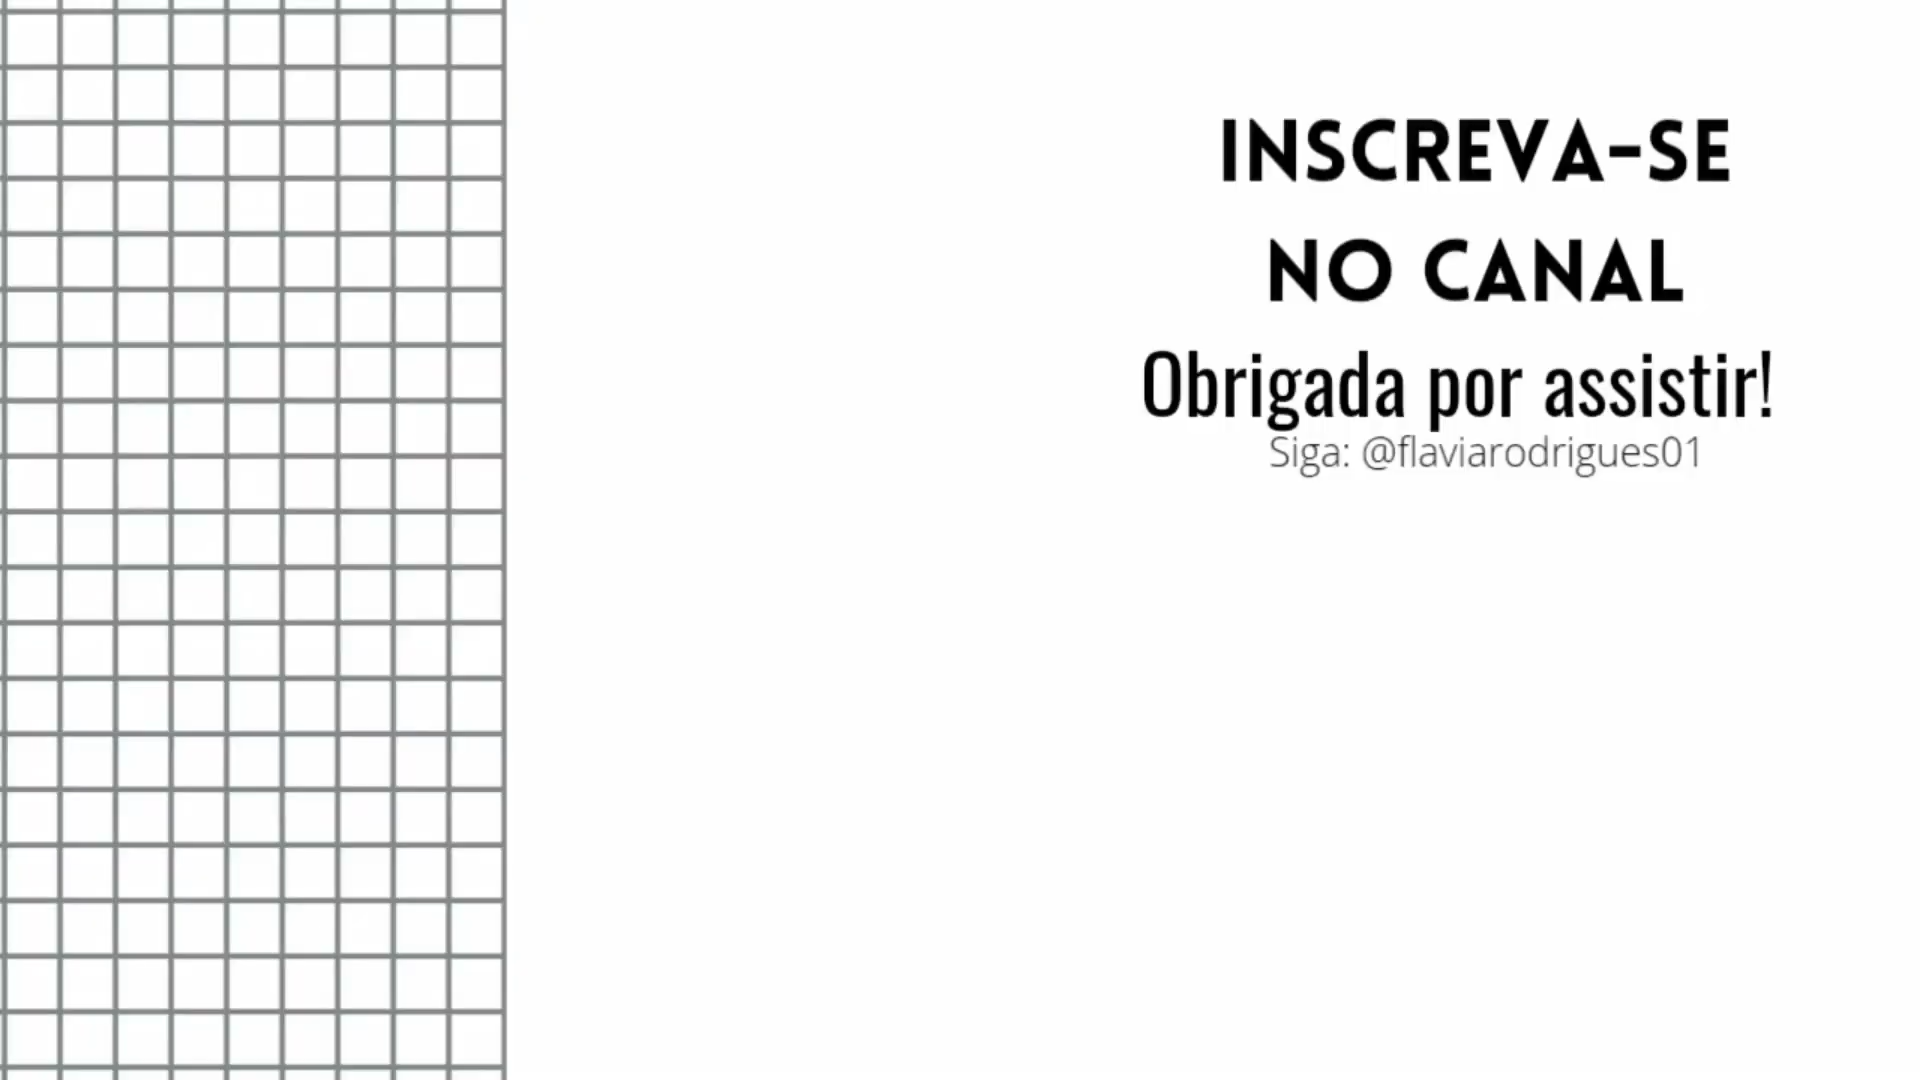 INSCREVA-SE
NO CANAL
Obrigada por assistir!
Siga: @flaviarodrigues01